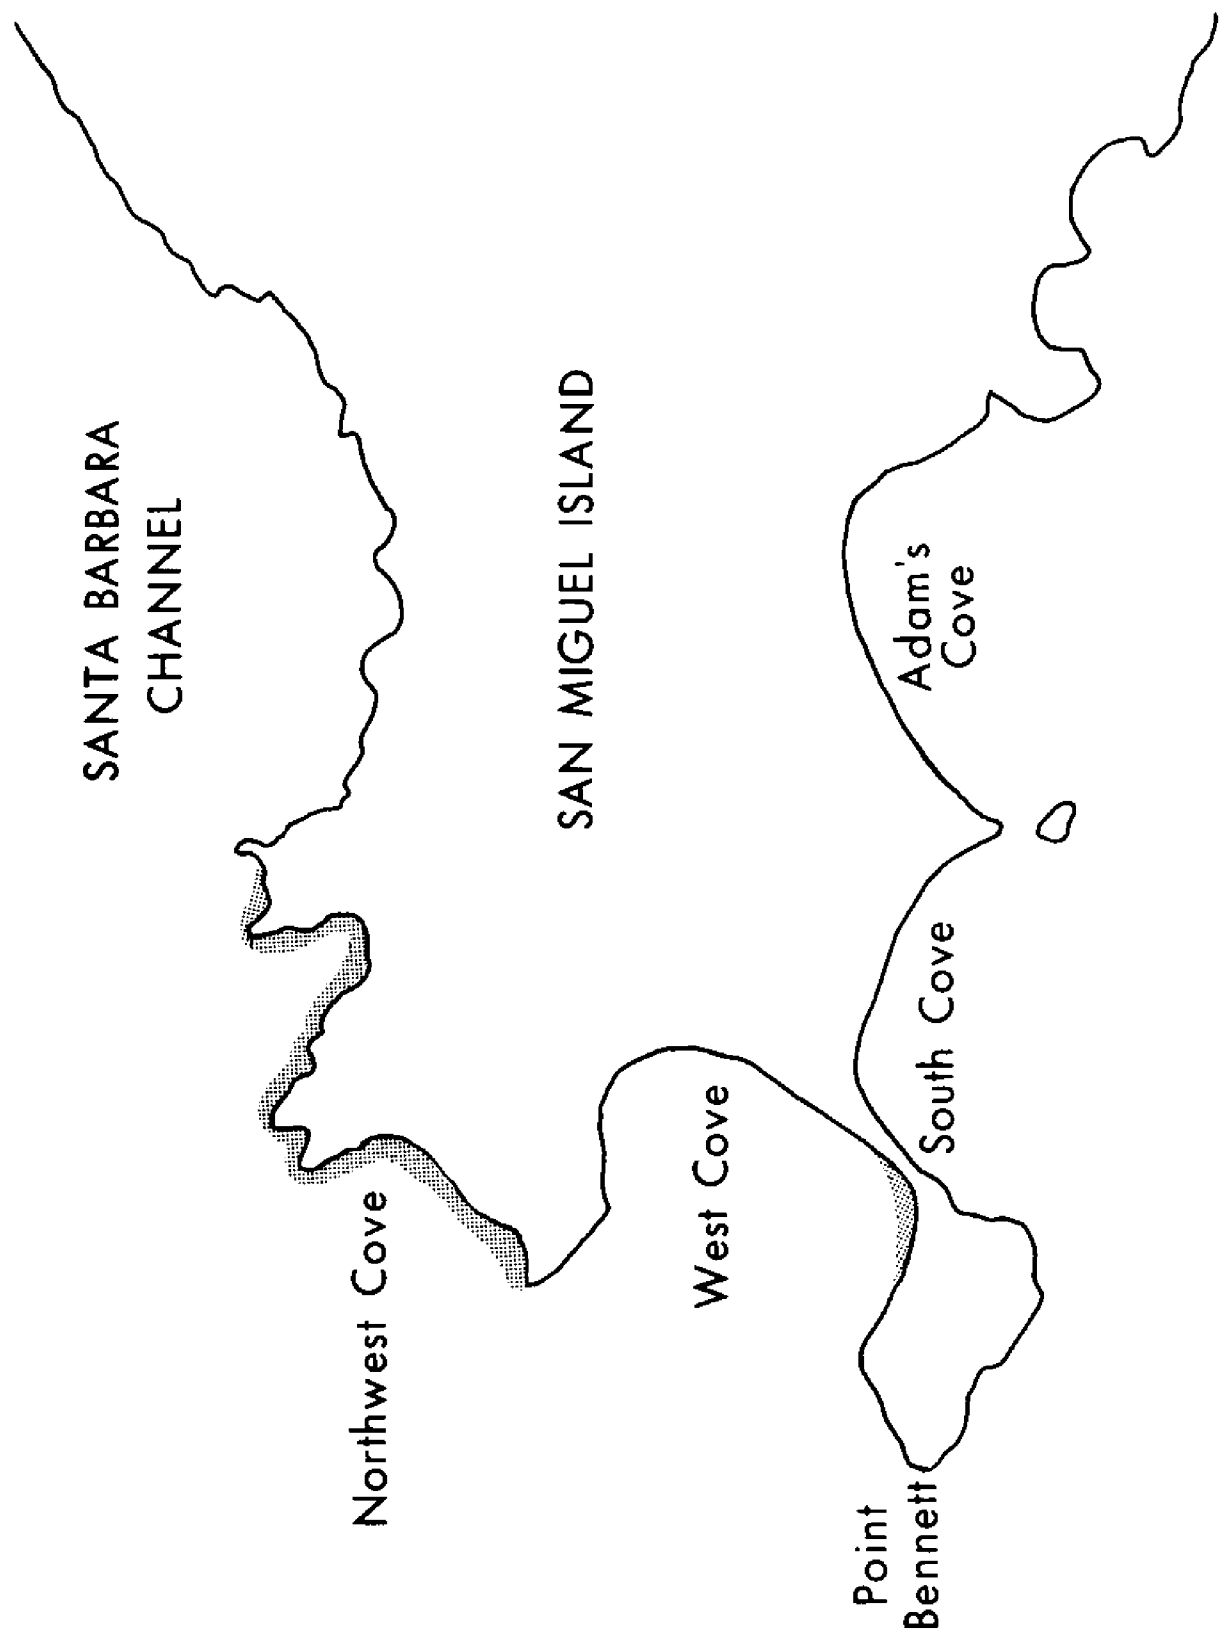 SANTA BARBARA
CHANNEL
SAN MIGUEL ISLAND
Northwest Cove
West Cove
Adam's
Cove
South Cove
Point
Bennett